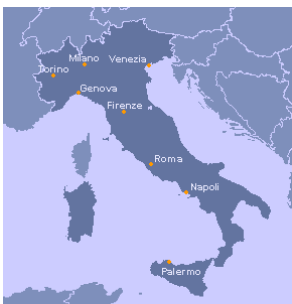 Milano
Venezia
Torino
Genova
Firenze
Roma
Napoli
Palermo